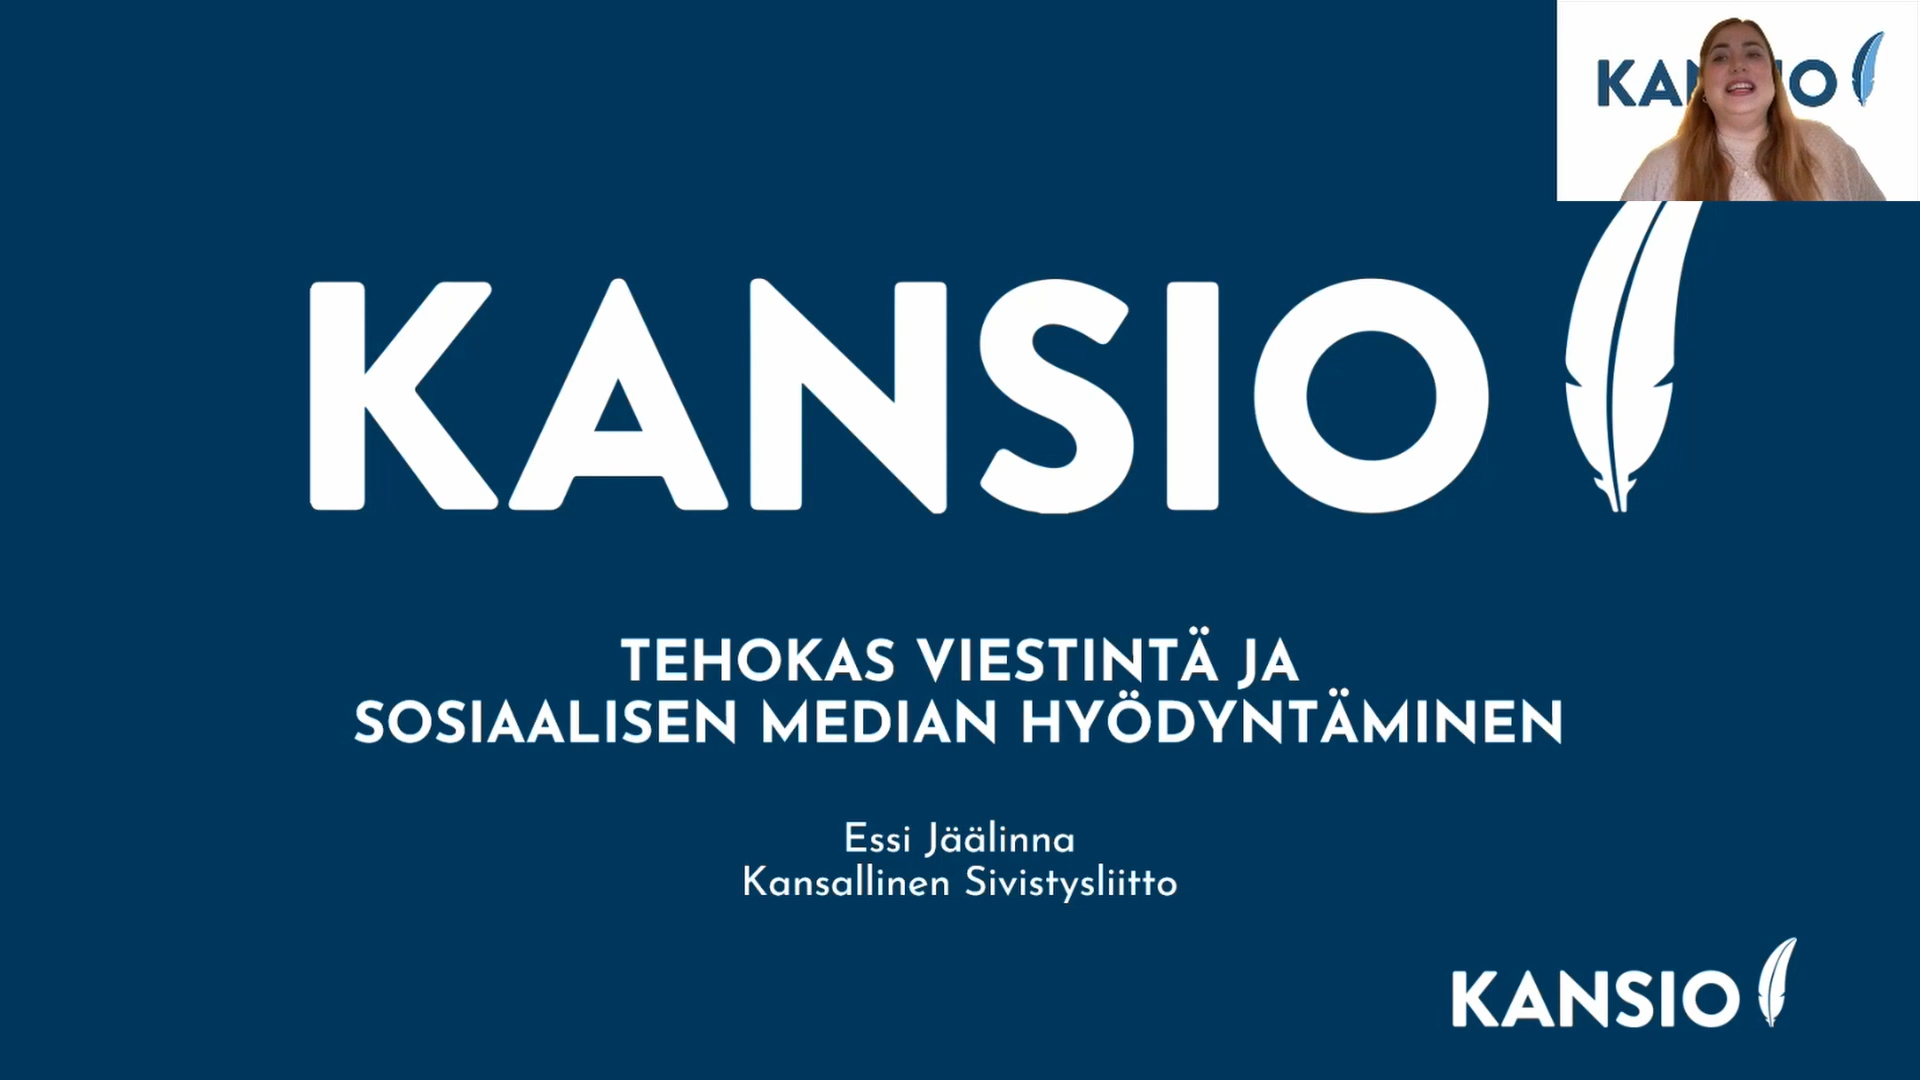 KANSIO
TEHOKAS VIESTINTÄ JA
SOSIAALISEN MEDIAN HYÖDYNTÄMINEN
Essi Jäälinna
Kansallinen Sivistysliitto
KANSIO